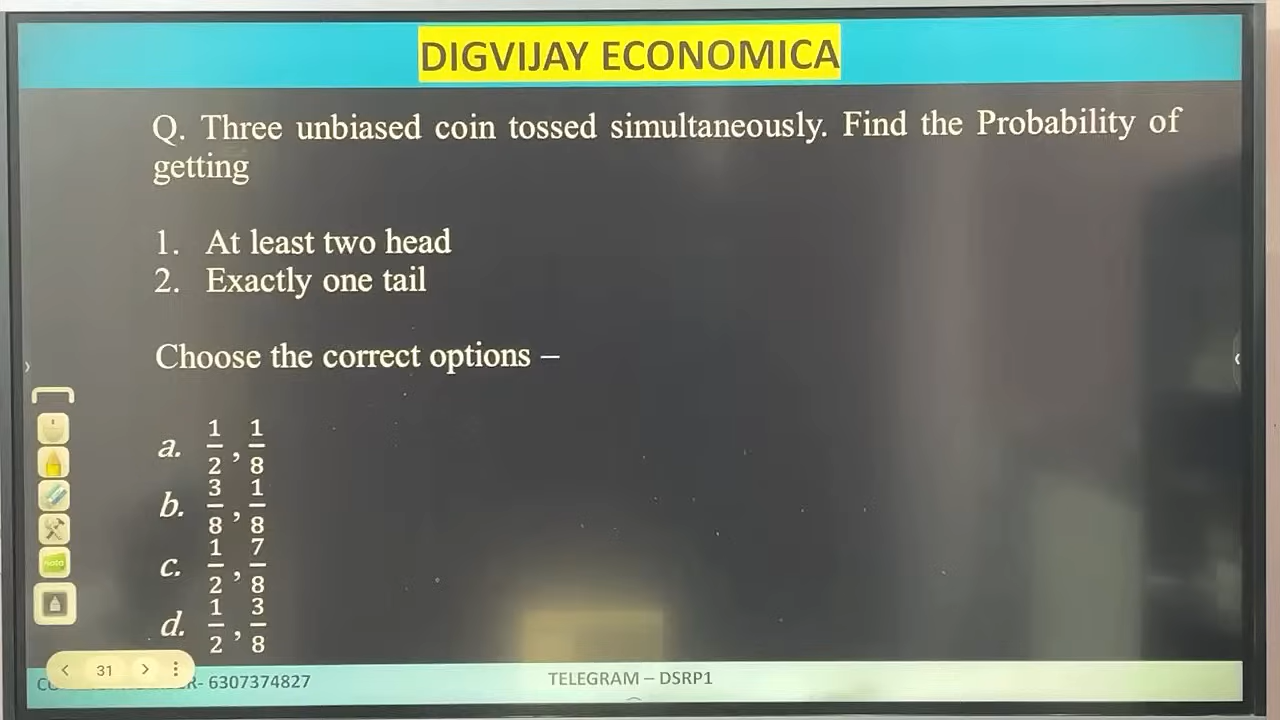 DIGVIJAY ECONOMICA
Q. Three unbiased coin tossed simultaneously. Find the Probability of
getting
1. At least two head
2. Exactly one tail
Choose the correct options –
a. 1/2 , 1/8
b. 3/8 , 1/8
c. 1/2 , 7/8
d. 1/2 , 3/8
31
R- 6307374827
TELEGRAM – DSRP1